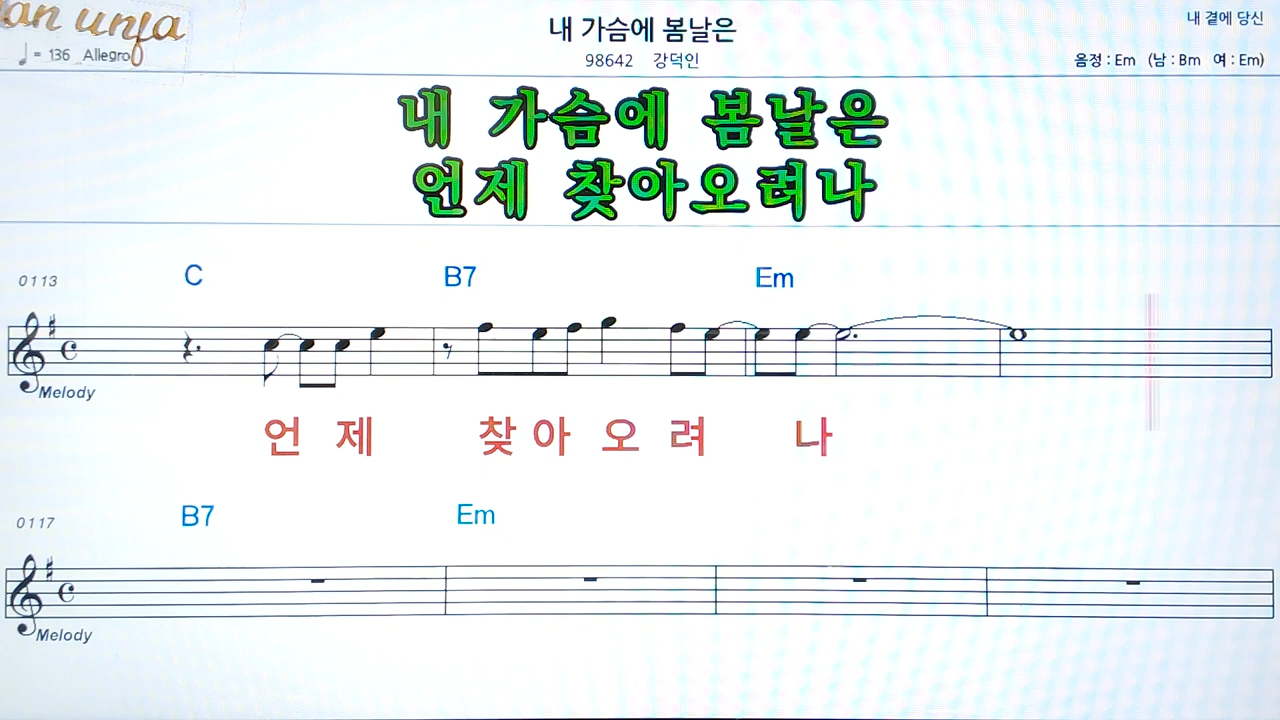 내 가슴에 봄날은
내 곁에 당신
♩ = 136 Allegro
98642 강덕인
음정 : Em (남 : Bm 여 : Em)
내 가슴에 봄날은
언제 찾아오려나
0113
C B7 Em
Melody
언 제 찾 아 오 려 나
0117
B7 Em
Melody